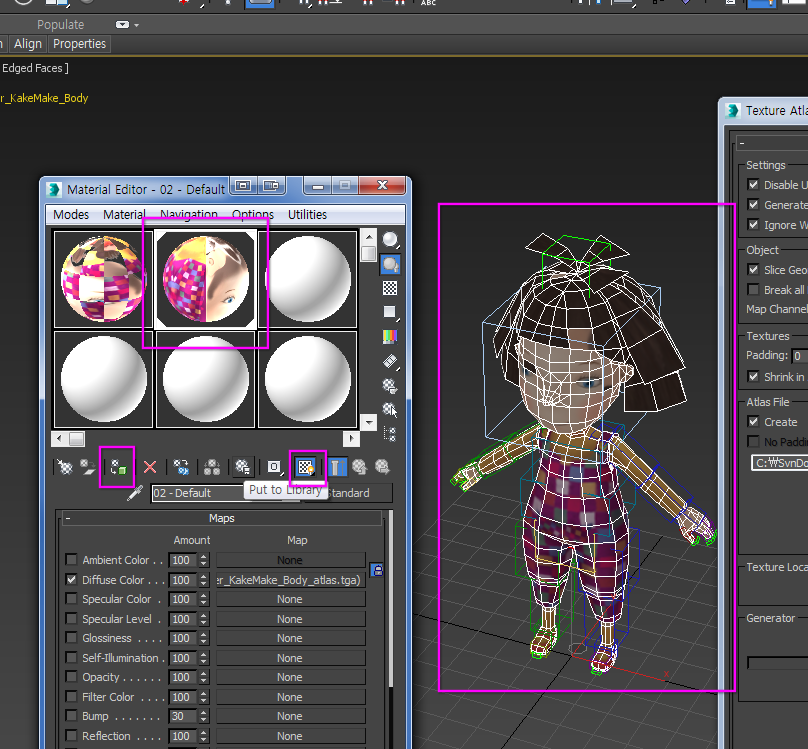 ABC
Populate
Align Properties
Edged Faces ]
r_KakeMake_Body
Texture Atla
Material Editor - 02 - Default
Modes Material Navigation Options Utilities
-
Settings
Disable U
Generate
Ignore W
Object
Slice Geo
Break all
Map Channel
Textures
Padding: 0
Shrink in
Atlas File
Create
No Paddi
C:₩SvnDo
Texture Loca
Generator
02 - Default
Standard
Put to Library
- Maps
Amount Map
Ambient Color . . 100 None
Diffuse Color . . . 100 er_KakeMake_Body_atlas.tga)
Specular Color . 100 None
Specular Level . 100 None
Glossiness . . . . 100 None
Self-Illumination . 100 None
Opacity . . . . . . 100 None
Filter Color . . . . 100 None
Bump . . . . . . . 30 None
Reflection . . . . 100 None
x